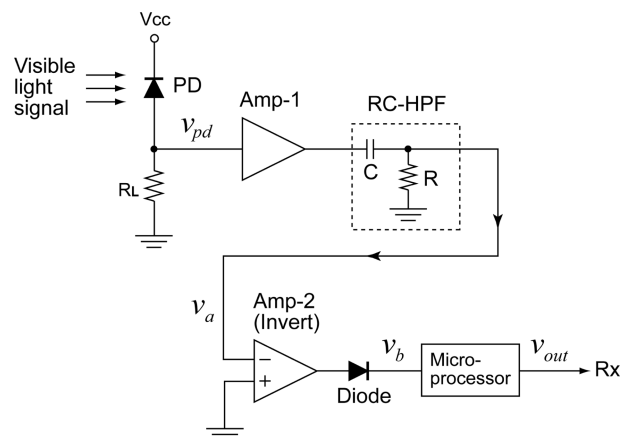 Vcc
Visible
light
signal
PD
Amp-1
RC-HPF
v_pd
C
R
RL
v_a
Amp-2
(Invert)
−
+
Diode
v_b
Micro-
processor
v_out
Rx